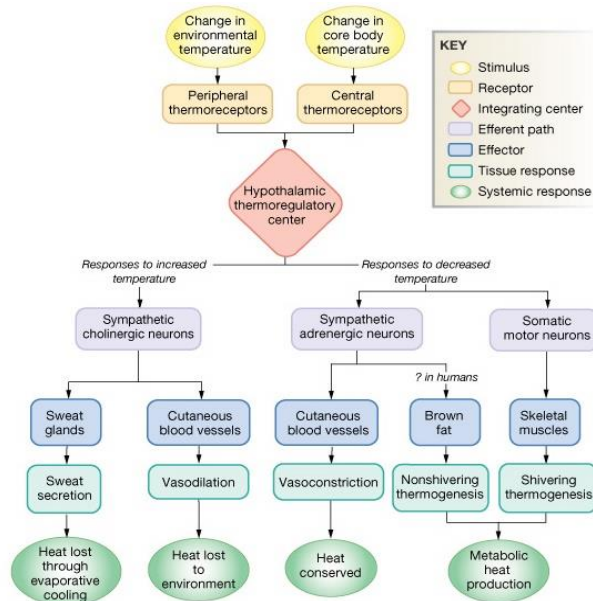 Change in
environmental
temperature
Change in
core body
temperature
KEY
Stimulus
Receptor
Integrating center
Efferent path
Effector
Tissue response
Systemic response
Peripheral
thermoreceptors
Central
thermoreceptors
Hypothalamic
thermoregulatory
center
Responses to increased
temperature
Responses to decreased
temperature
Sympathetic
cholinergic neurons
Sympathetic
adrenergic neurons
Somatic
motor neurons
? in humans
Sweat
glands
Cutaneous
blood vessels
Cutaneous
blood vessels
Brown
fat
Skeletal
muscles
Sweat
secretion
Vasodilation
Vasoconstriction
Nonshivering
thermogenesis
Shivering
thermogenesis
Heat lost
through
evaporative
cooling
Heat lost
to
environment
Heat
conserved
Metabolic
heat
production